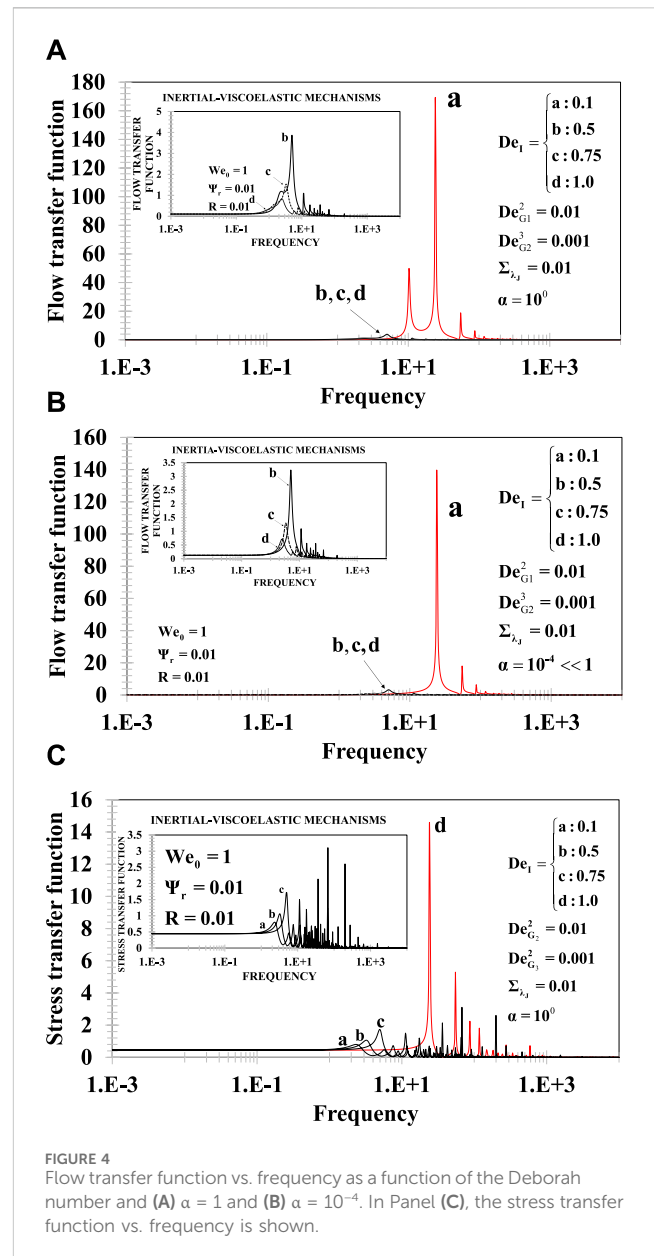 A
Flow transfer function
180
160
140
120
100
80
60
40
20
0
INERTIAL-VISCOELASTIC MECHANISMS
FLOW TRANSFER
FUNCTION
5
4
3
2
1
0
b
c
d
We₀ = 1
Ψᵣ = 0.01
R = 0.01
1.E-3
1.E-1
1.E+1
1.E+3
FREQUENCY
a
b, c, d
De_I = { a : 0.1
b : 0.5
c : 0.75
d : 1.0
De²_G1 = 0.01
De³_G2 = 0.001
Σ_λJ = 0.01
α = 10⁰
1.E-3
1.E-1
1.E+1
1.E+3
Frequency
B
Flow transfer function
160
140
120
100
80
60
40
20
0
INERTIA-VISCOELASTIC MECHANISMS
FLOW TRANSFER
FUNCTION
3.5
3
2.5
2
1.5
1
0.5
0
b
c
d
1.E-3
1.E-1
1.E+1
1.E+3
FREQUENCY
We₀ = 1
Ψᵣ = 0.01
R = 0.01
a
b, c, d
De_I = { a : 0.1
b : 0.5
c : 0.75
d : 1.0
De²_G1 = 0.01
De³_G2 = 0.001
Σ_λJ = 0.01
α = 10⁻⁴ << 1
1.E-3
1.E-1
1.E+1
1.E+3
Frequency
C
Stress transfer function
16
14
12
10
8
6
4
2
0
INERTIAL-VISCOELASTIC MECHANISMS
STRESS TRANSFER FUNCTION
3.5
3
2.5
2
1.5
1
0.5
0
We₀ = 1
Ψᵣ = 0.01
R = 0.01
a
b
c
1.E-3
1.E-1
1.E+1
1.E+3
FREQUENCY
d
a
b
c
De_I = { a : 0.1
b : 0.5
c : 0.75
d : 1.0
De²_G₂ = 0.01
De²_G₃ = 0.001
Σ_λJ = 0.01
α = 10⁰
1.E-3
1.E-1
1.E+1
1.E+3
Frequency
FIGURE 4
Flow transfer function vs. frequency as a function of the Deborah
number and (A) α = 1 and (B) α = 10⁻⁴. In Panel (C), the stress transfer
function vs. frequency is shown.